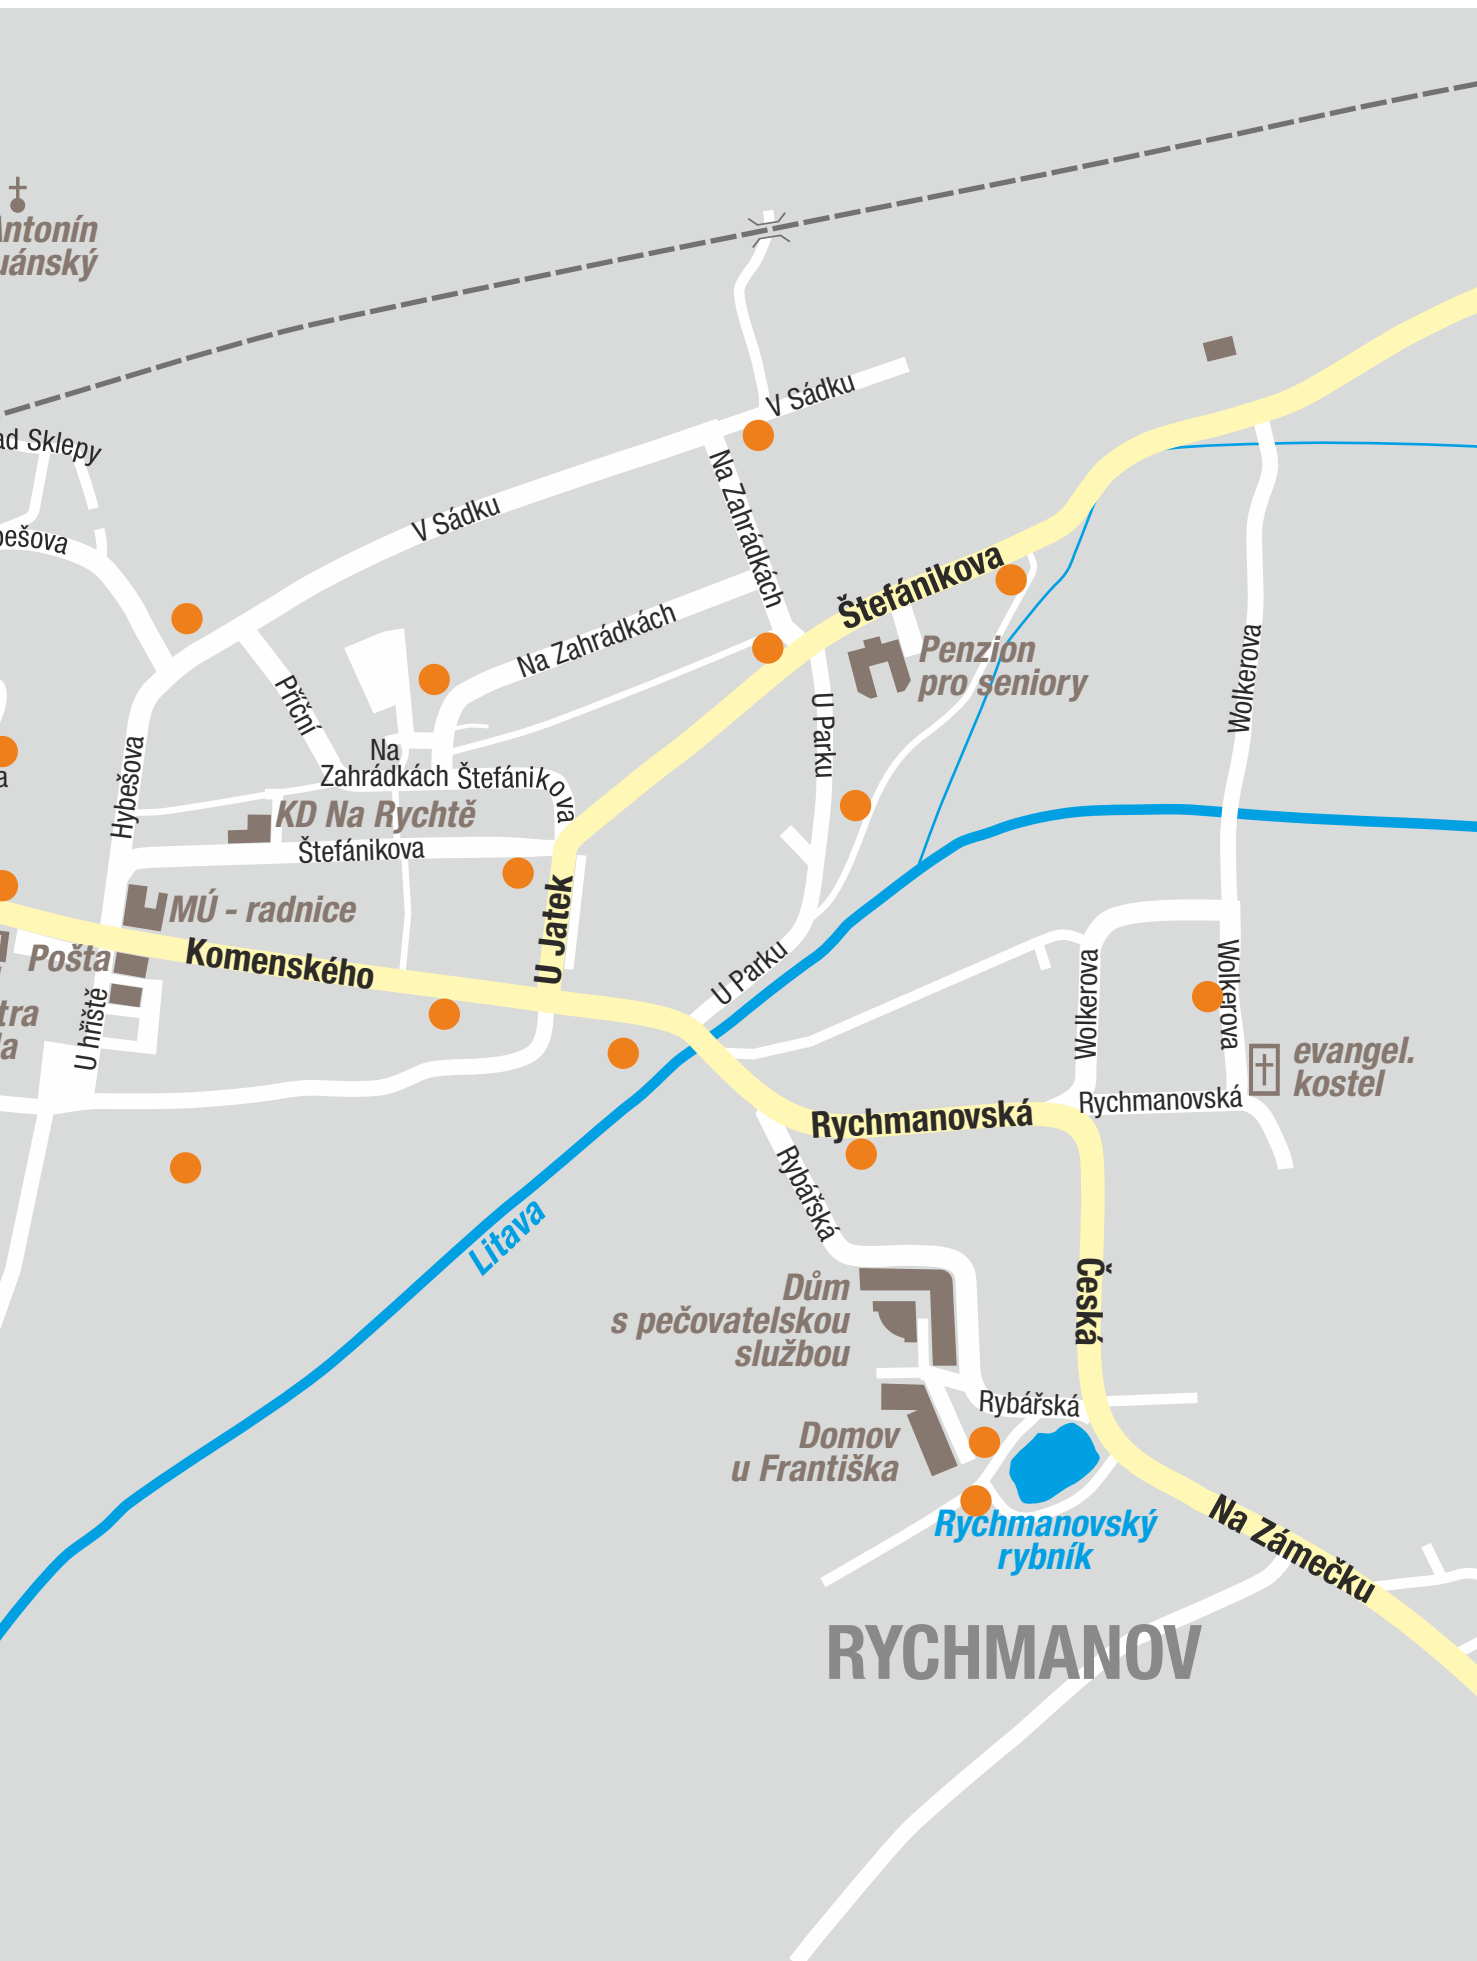 Antonín
uánský
V Sádku
ad Sklepy
V Sádku
Na Zahrádkách
bešova
Štefánikova
Na Zahrádkách
Wolkerova
Penzion
pro seniory
Příční
U Parku
Hybešova
Na
Zahrádkách
Štefánikova
a
KD Na Rychtě
Štefánikova
MÚ - radnice
U Jatek
Pošta
Komenského
U Parku
Wolkerova
Wolkerova
tra
la
U hřiště
evangel.
kostel
Rychmanovská
Rychmanovská
Rybářská
Litava
Česká
Dům
s pečovatelskou
službou
Rybářská
Domov
u Františka
Rychmanovský
rybník
Na Zámečku
RYCHMANOV